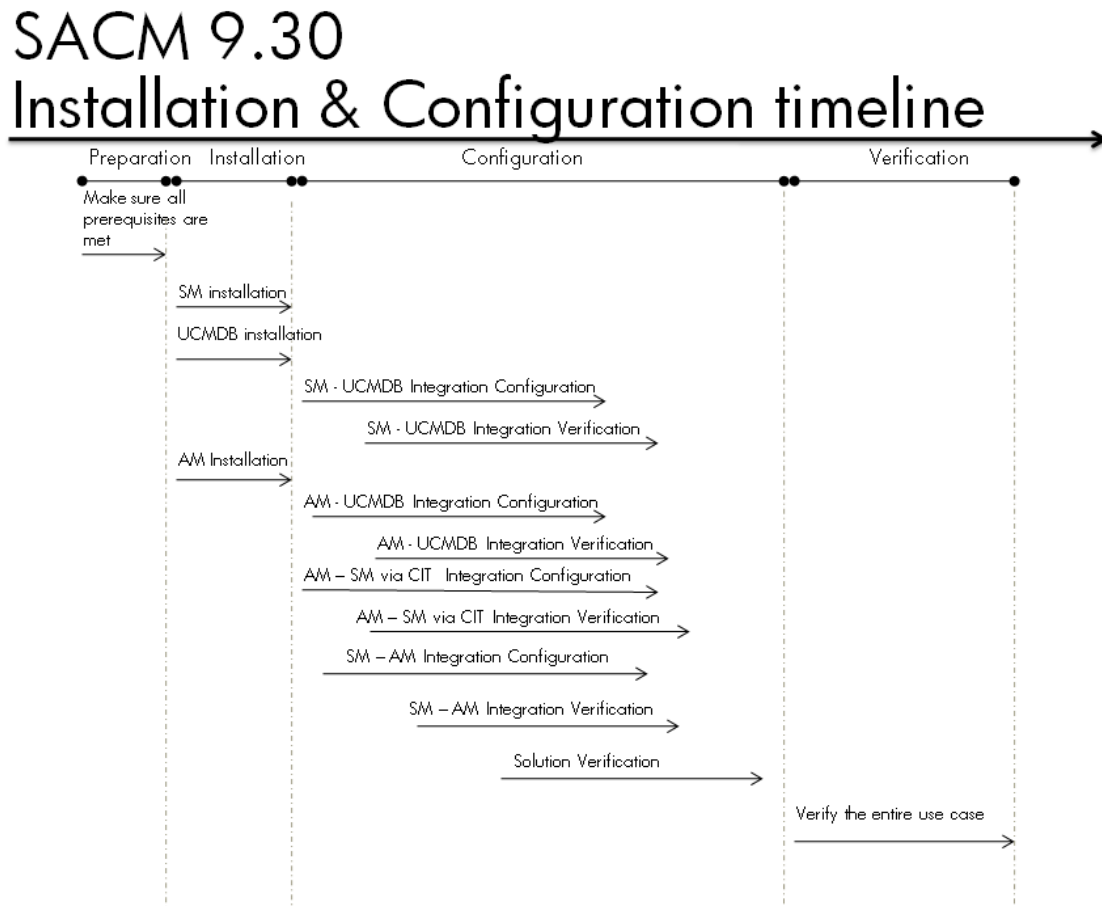 SACM 9.30
Installation & Configuration timeline
Preparation Installation Configuration Verification
Make sure all
prerequisites are
met
SM installation
UCMDB installation
SM - UCMDB Integration Configuration
SM - UCMDB Integration Verification
AM Installation
AM - UCMDB Integration Configuration
AM - UCMDB Integration Verification
AM – SM via CIT Integration Configuration
AM – SM via CIT Integration Verification
SM – AM Integration Configuration
SM – AM Integration Verification
Solution Verification
Verify the entire use case